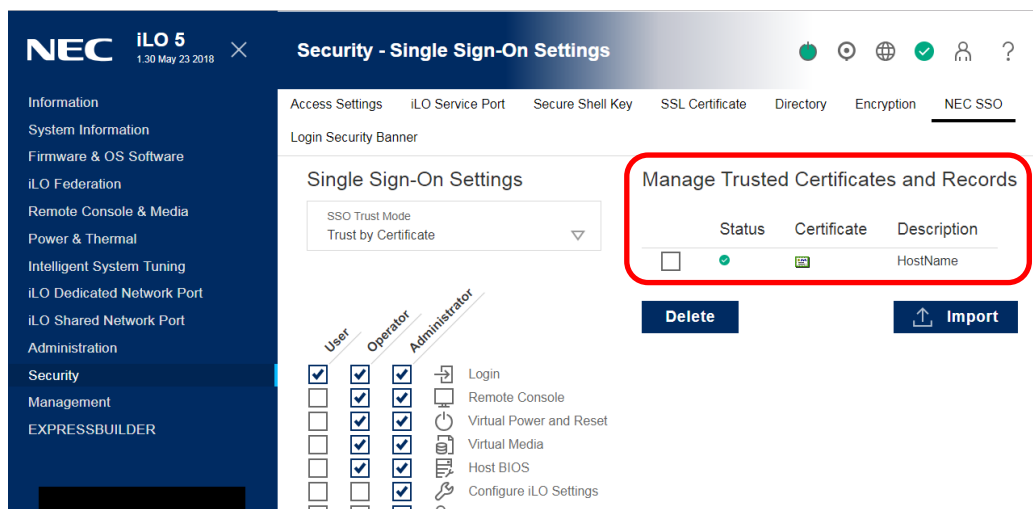 NEC iLO 5
1.30 May 23 2018
Security - Single Sign-On Settings
?
Information
System Information
Firmware & OS Software
iLO Federation
Remote Console & Media
Power & Thermal
Intelligent System Tuning
iLO Dedicated Network Port
iLO Shared Network Port
Administration
Security
Management
EXPRESSBUILDER
Access Settings iLO Service Port Secure Shell Key SSL Certificate Directory Encryption NEC SSO
Login Security Banner
Single Sign-On Settings
SSO Trust Mode
Trust by Certificate
User Operator Administrator
Login
Remote Console
Virtual Power and Reset
Virtual Media
Host BIOS
Configure iLO Settings
Manage Trusted Certificates and Records
Status Certificate Description
HostName
Delete Import